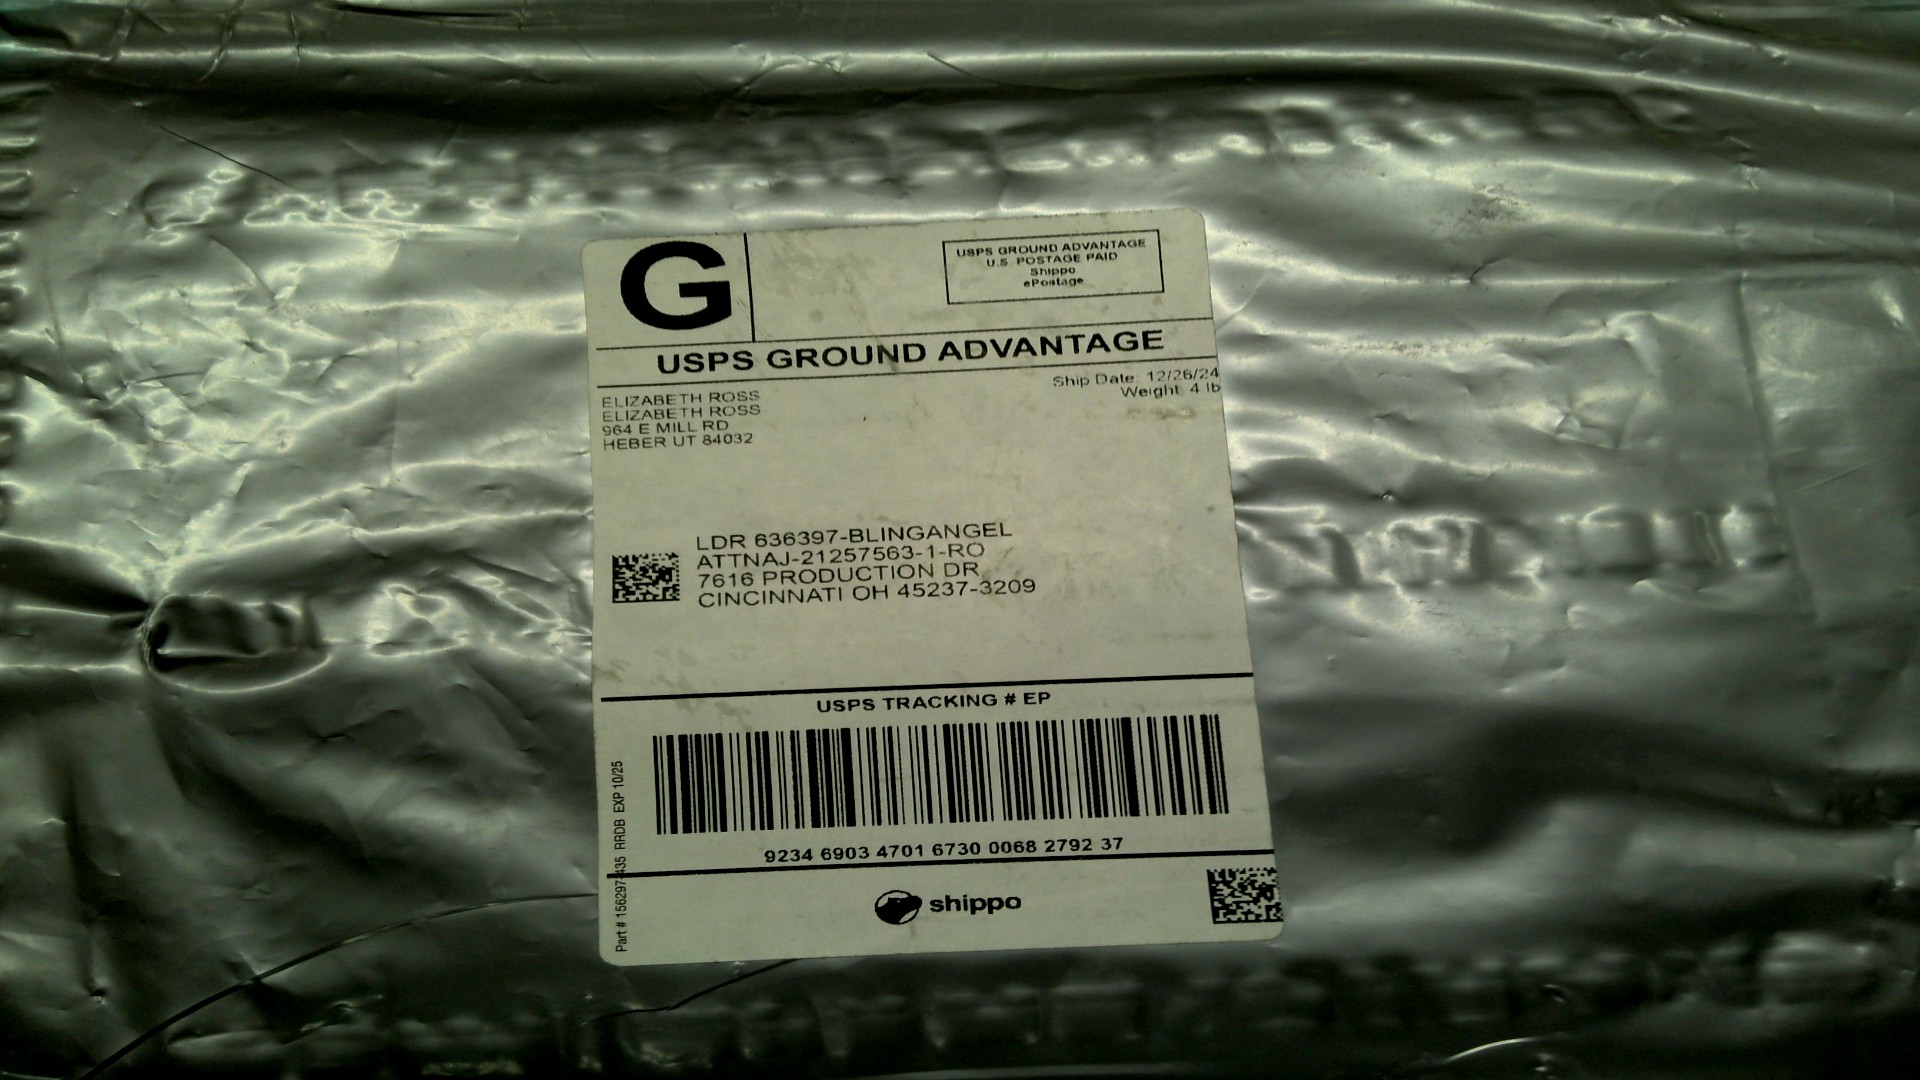 G
USPS GROUND ADVANTAGE
U.S. POSTAGE PAID
Shippo
ePostage
USPS GROUND ADVANTAGE
Ship Date: 12/26/24
Weight: 4 lb
ELIZABETH ROSS
ELIZABETH ROSS
964 E MILL RD
HEBER UT 84032
LDR 636397-BLINGANGEL
ATTNAJ-21257563-1-RO
7616 PRODUCTION DR
CINCINNATI OH 45237-3209
USPS TRACKING # EP
9234 6903 4701 6730 0068 2792 37
Part # RRDB EXP 10/25
shippo